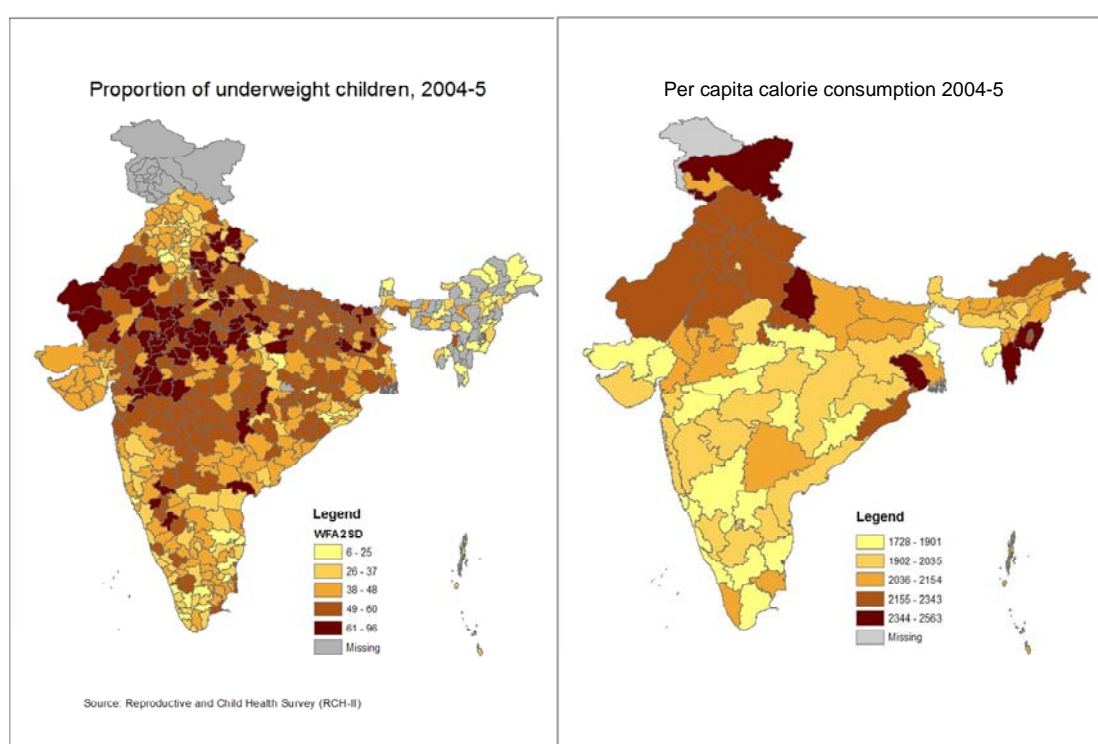 Proportion of underweight children, 2004-5
Legend
WFA2SD
6 - 25
26 - 37
38 - 48
49 - 60
61 - 96
Missing
Source: Reproductive and Child Health Survey (RCH-II)
Per capita calorie consumption 2004-5
Legend
1728 - 1901
1902 - 2035
2036 - 2154
2155 - 2343
2344 - 2563
Missing